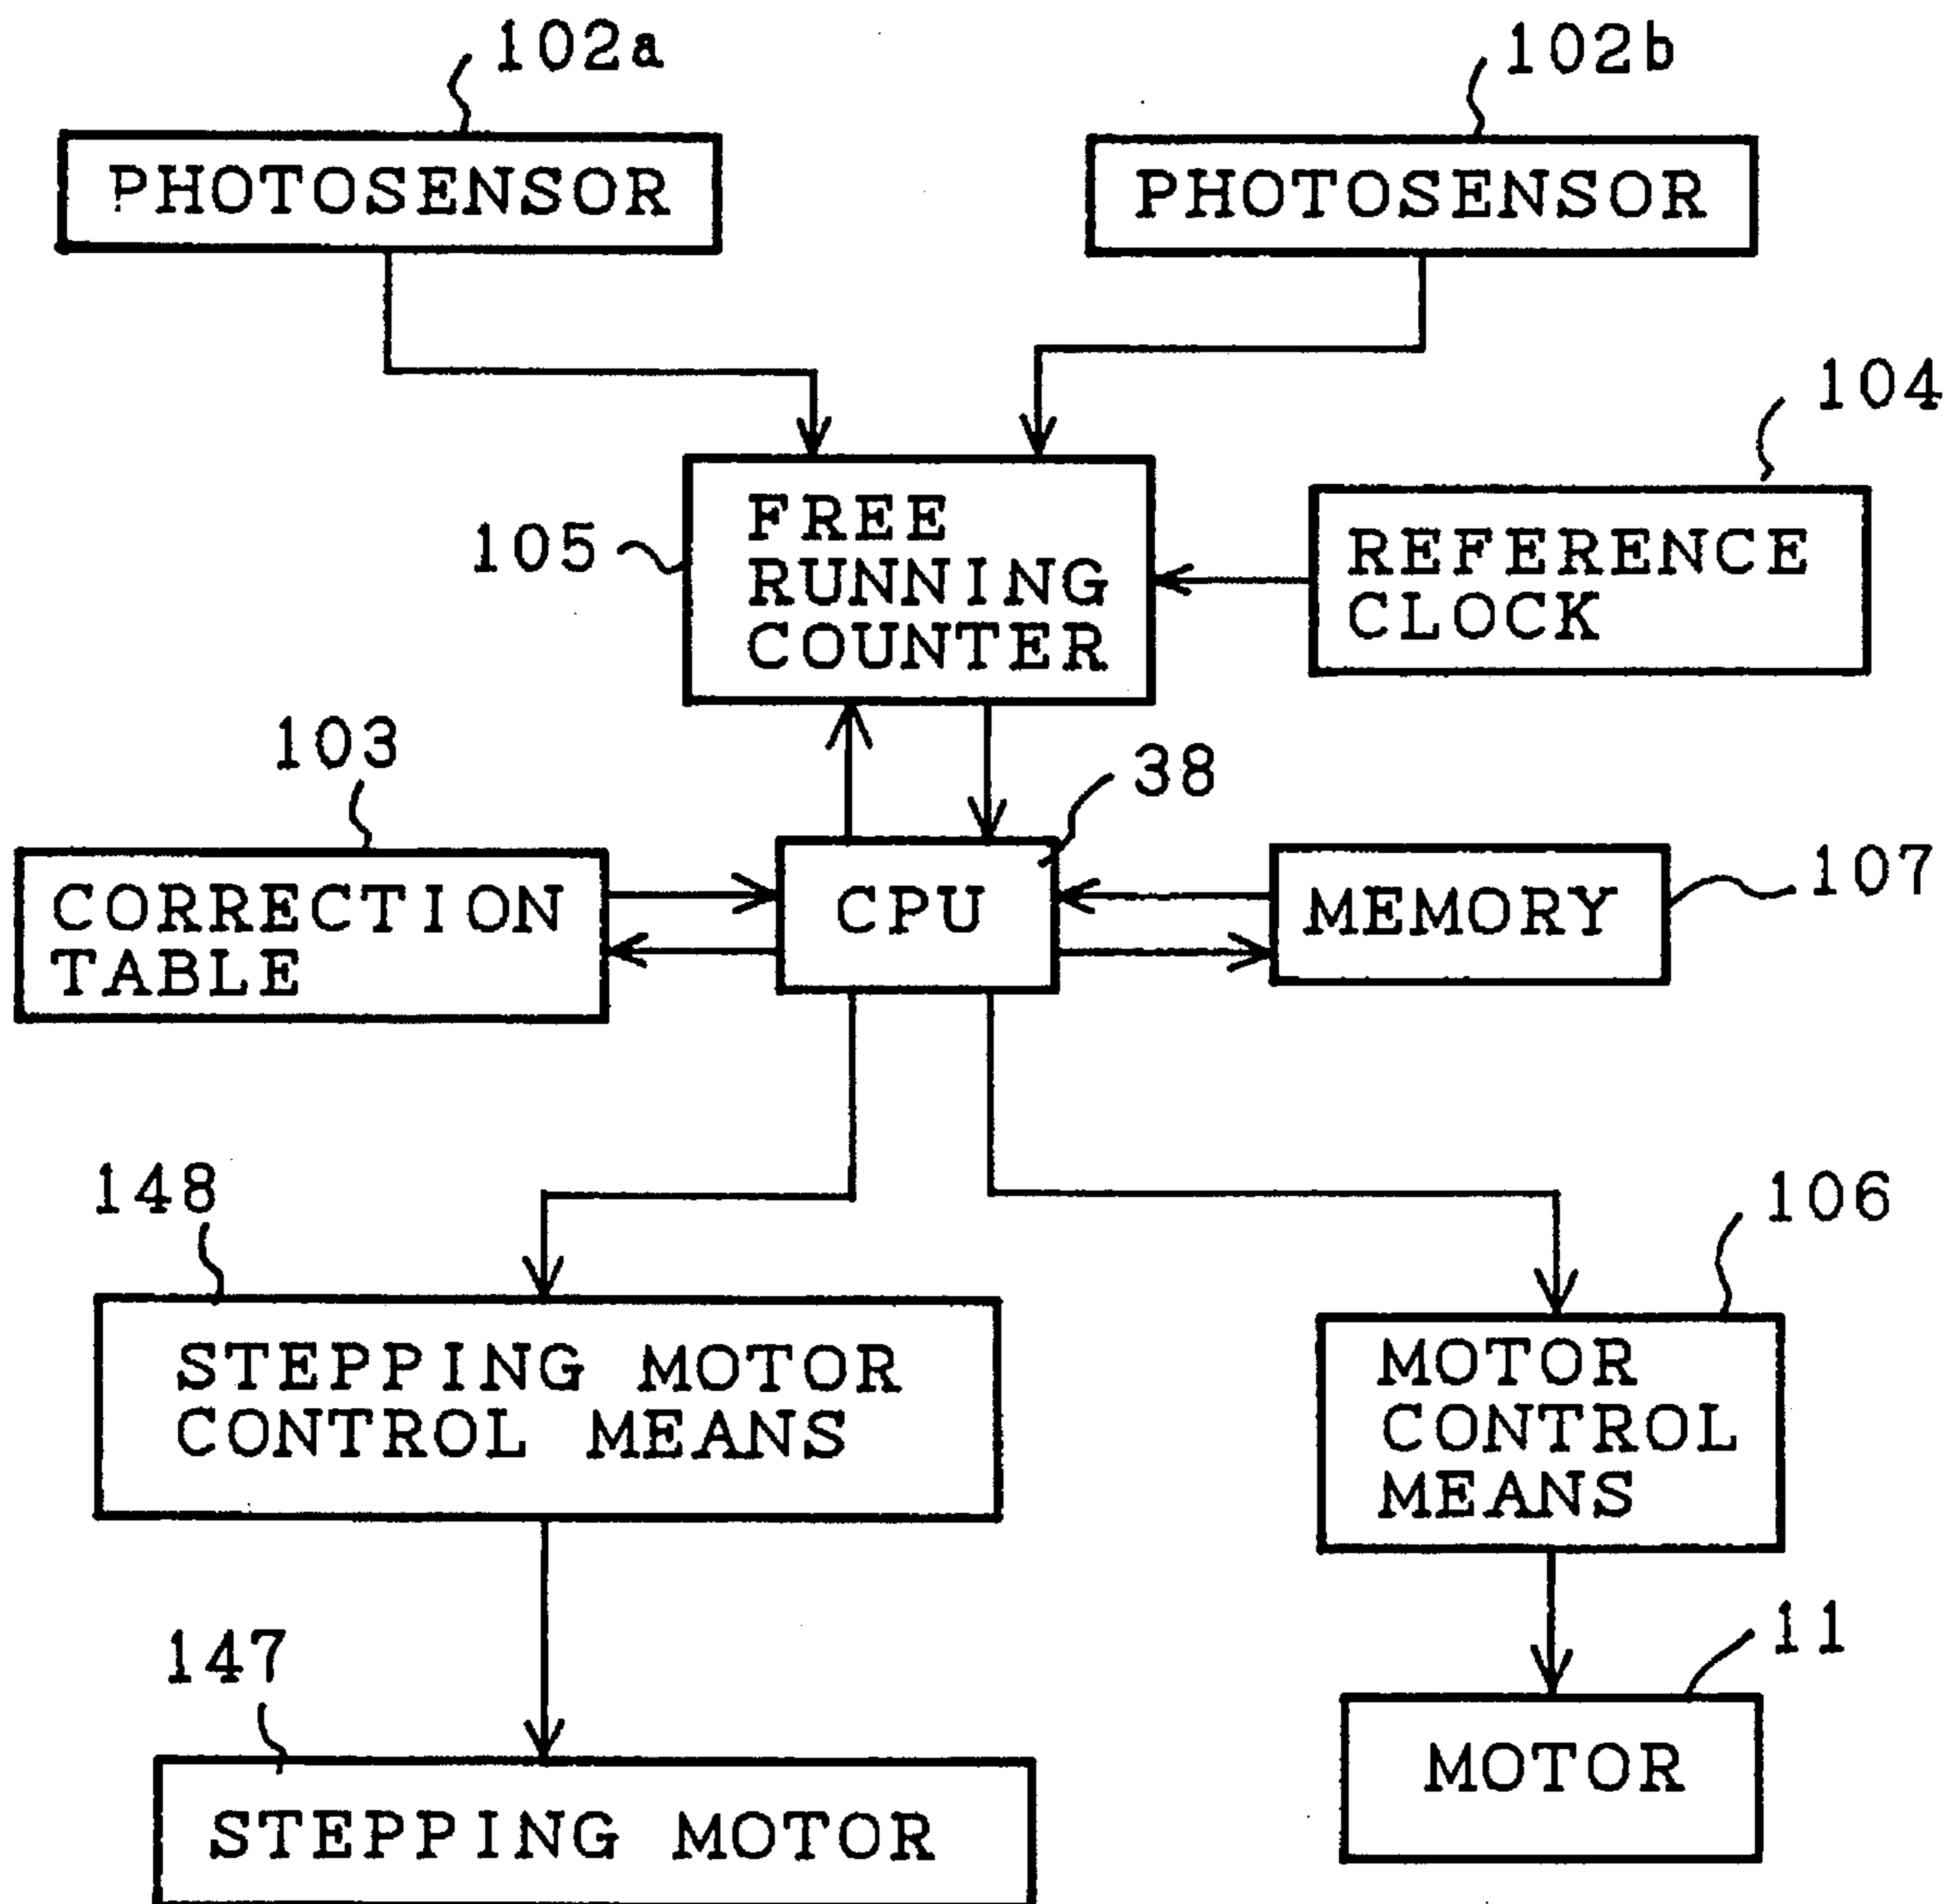 102a
102b
PHOTOSENSOR
PHOTOSENSOR
104
FREE
RUNNING
COUNTER
105
REFERENCE
CLOCK
103
38
CORRECTION
TABLE
CPU
MEMORY
107
148
106
STEPPING MOTOR
CONTROL MEANS
MOTOR
CONTROL
MEANS
147
11
STEPPING MOTOR
MOTOR